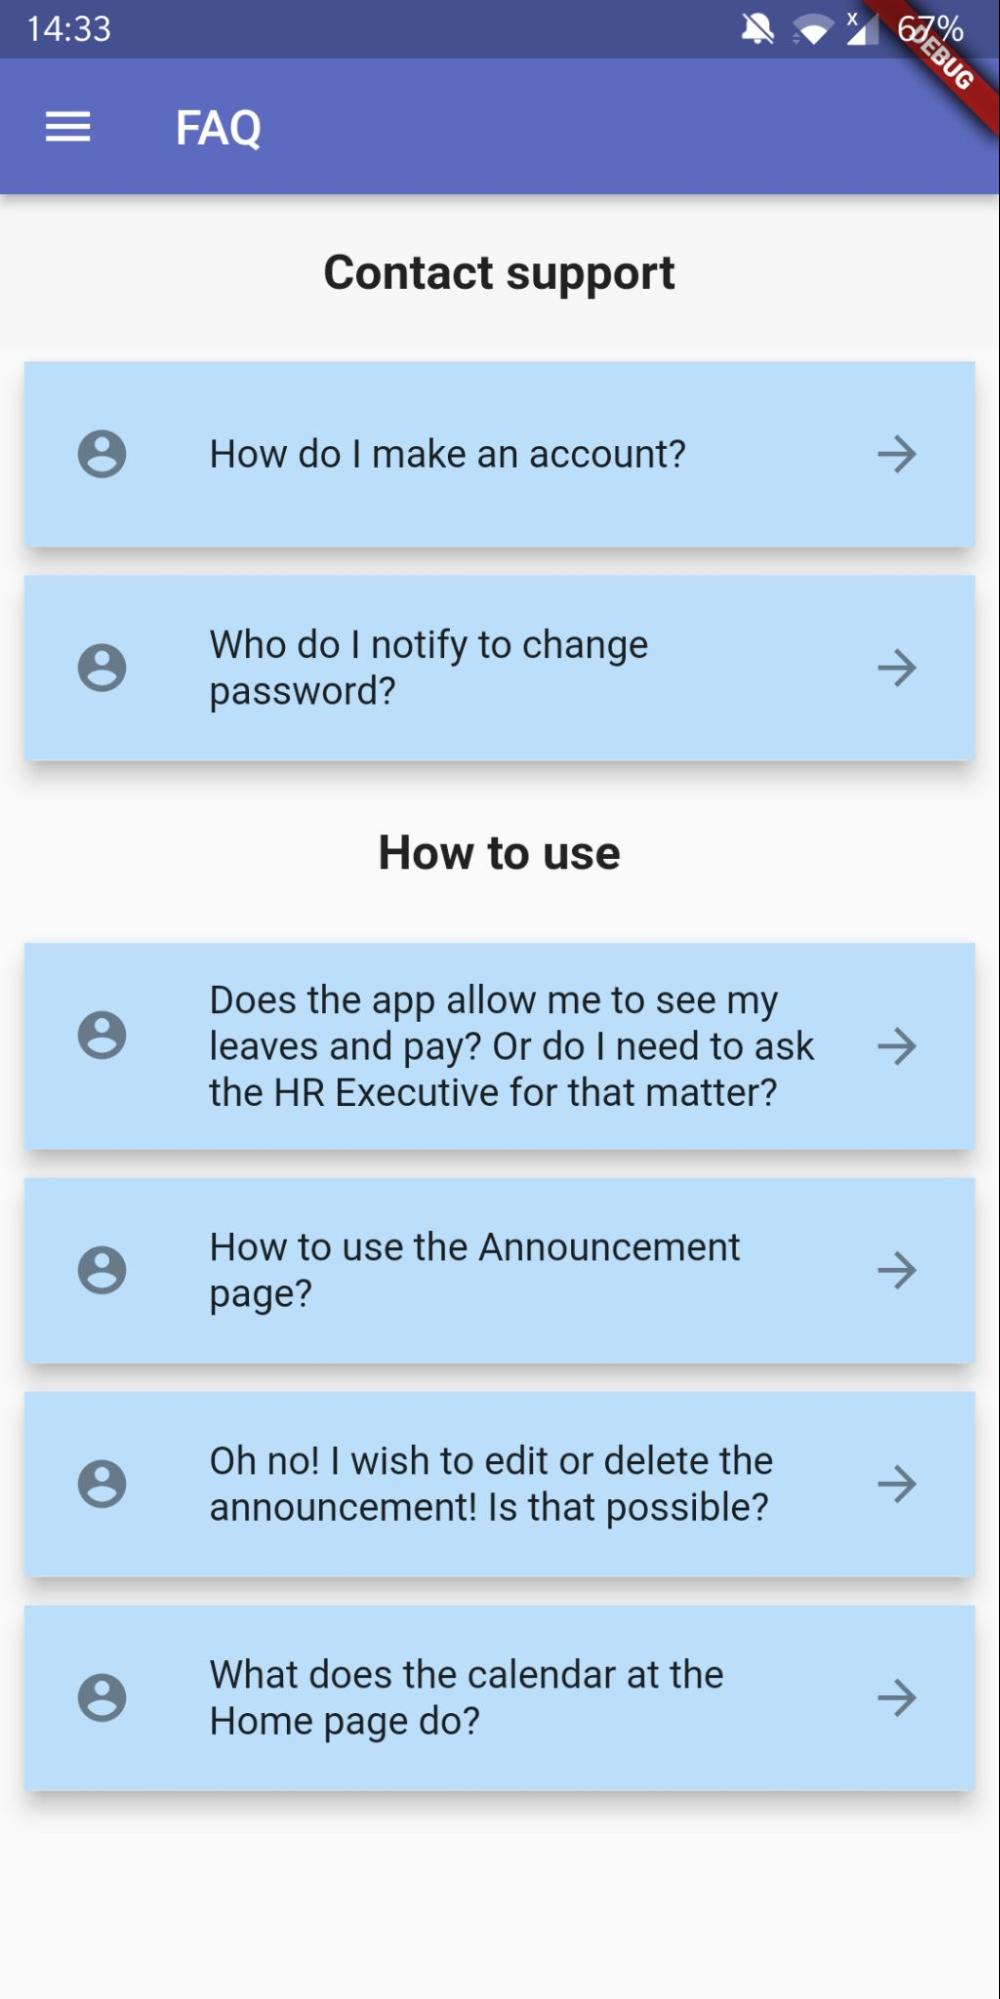 14:33
x
67%
DEBUG
FAQ
Contact support
How do I make an account?
Who do I notify to change
password?
How to use
Does the app allow me to see my
leaves and pay? Or do I need to ask
the HR Executive for that matter?
How to use the Announcement
page?
Oh no! I wish to edit or delete the
announcement! Is that possible?
What does the calendar at the
Home page do?